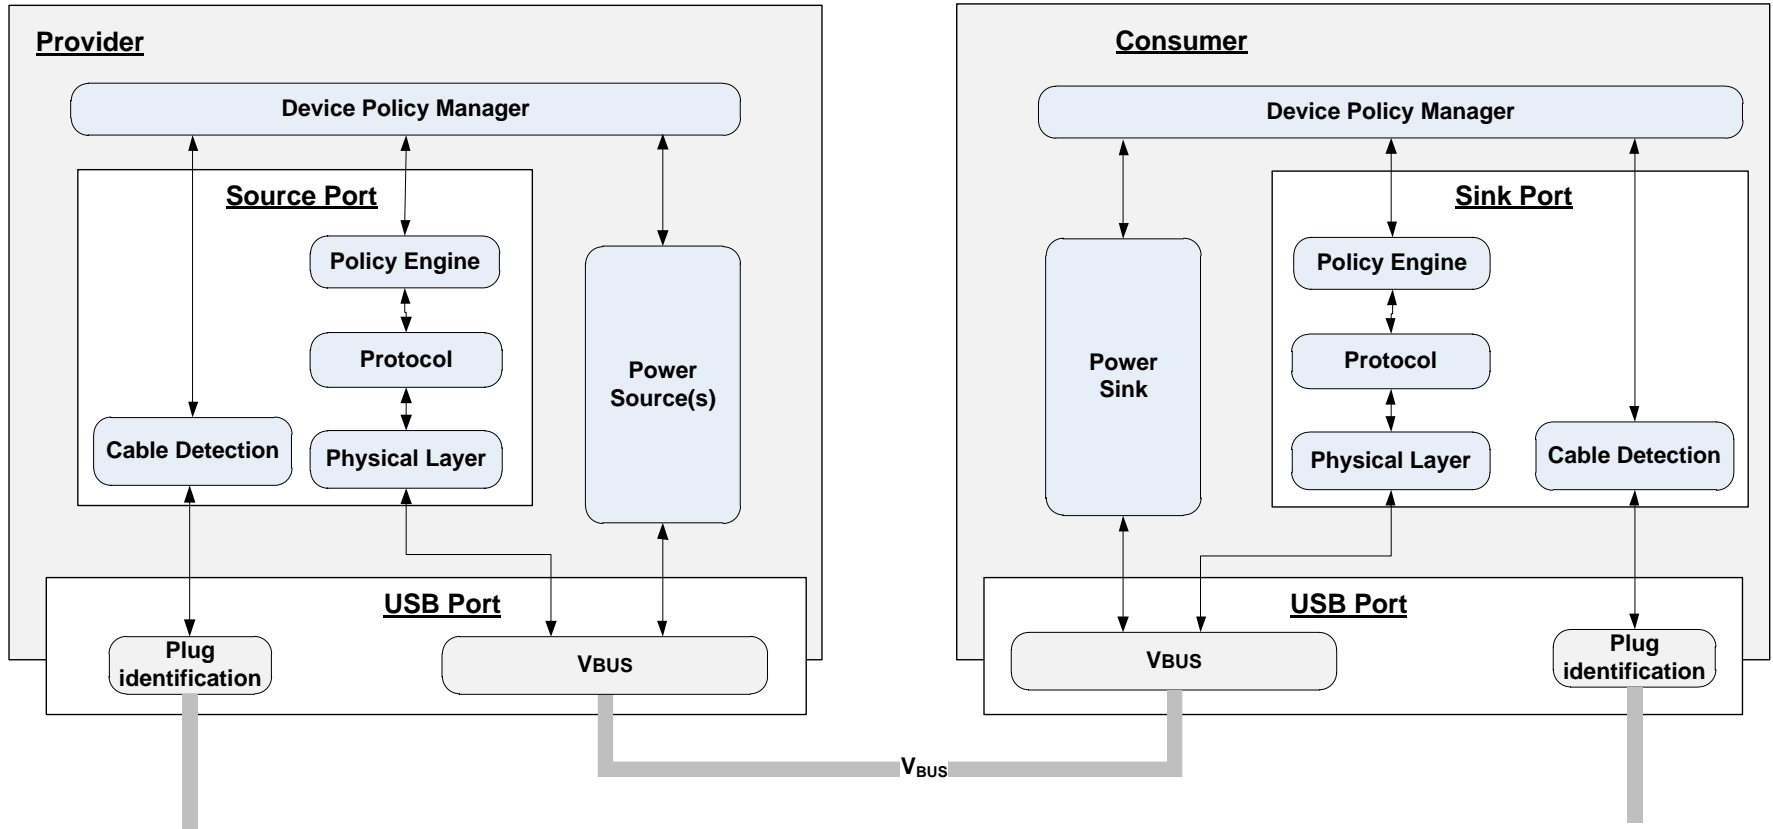 Provider
Device Policy Manager
Source Port
Policy Engine
Protocol
Power
Source(s)
Cable Detection
Physical Layer
USB Port
Plug
identification
VBUS
Consumer
Device Policy Manager
Sink Port
Policy Engine
Protocol
Power
Sink
Physical Layer
Cable Detection
USB Port
VBUS
Plug
identification
VBUS